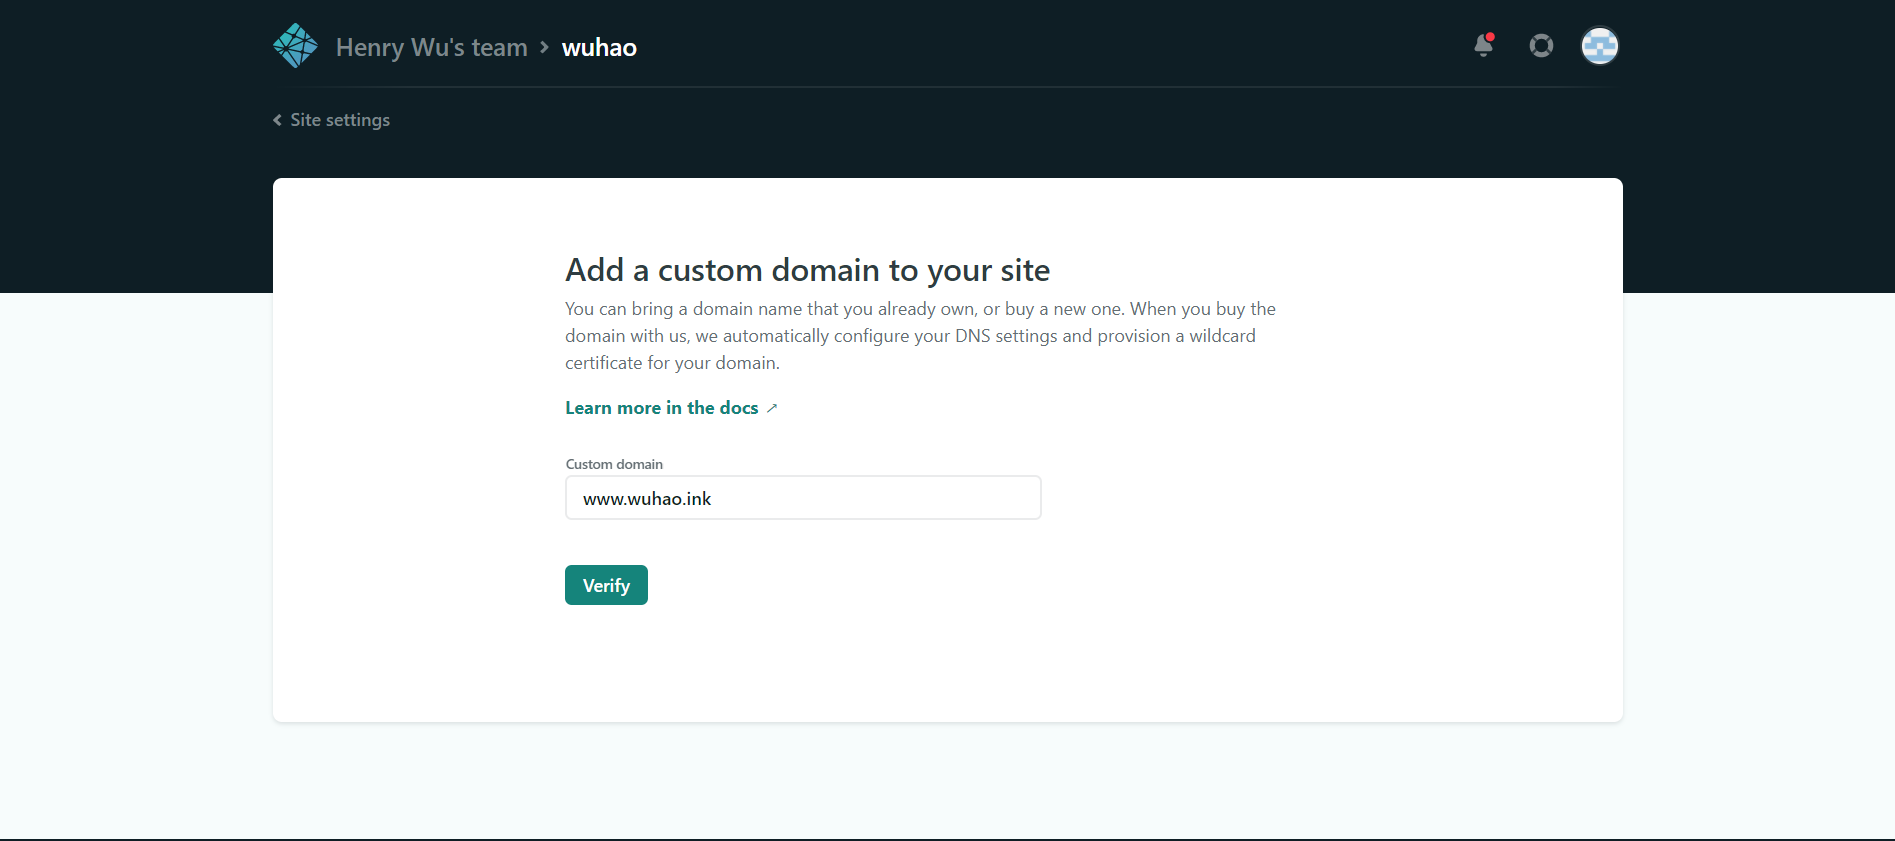 Henry Wu's team > wuhao
Site settings
Add a custom domain to your site
You can bring a domain name that you already own, or buy a new one. When you buy the
domain with us, we automatically configure your DNS settings and provision a wildcard
certificate for your domain.
Learn more in the docs ↗
Custom domain
www.wuhao.ink
Verify